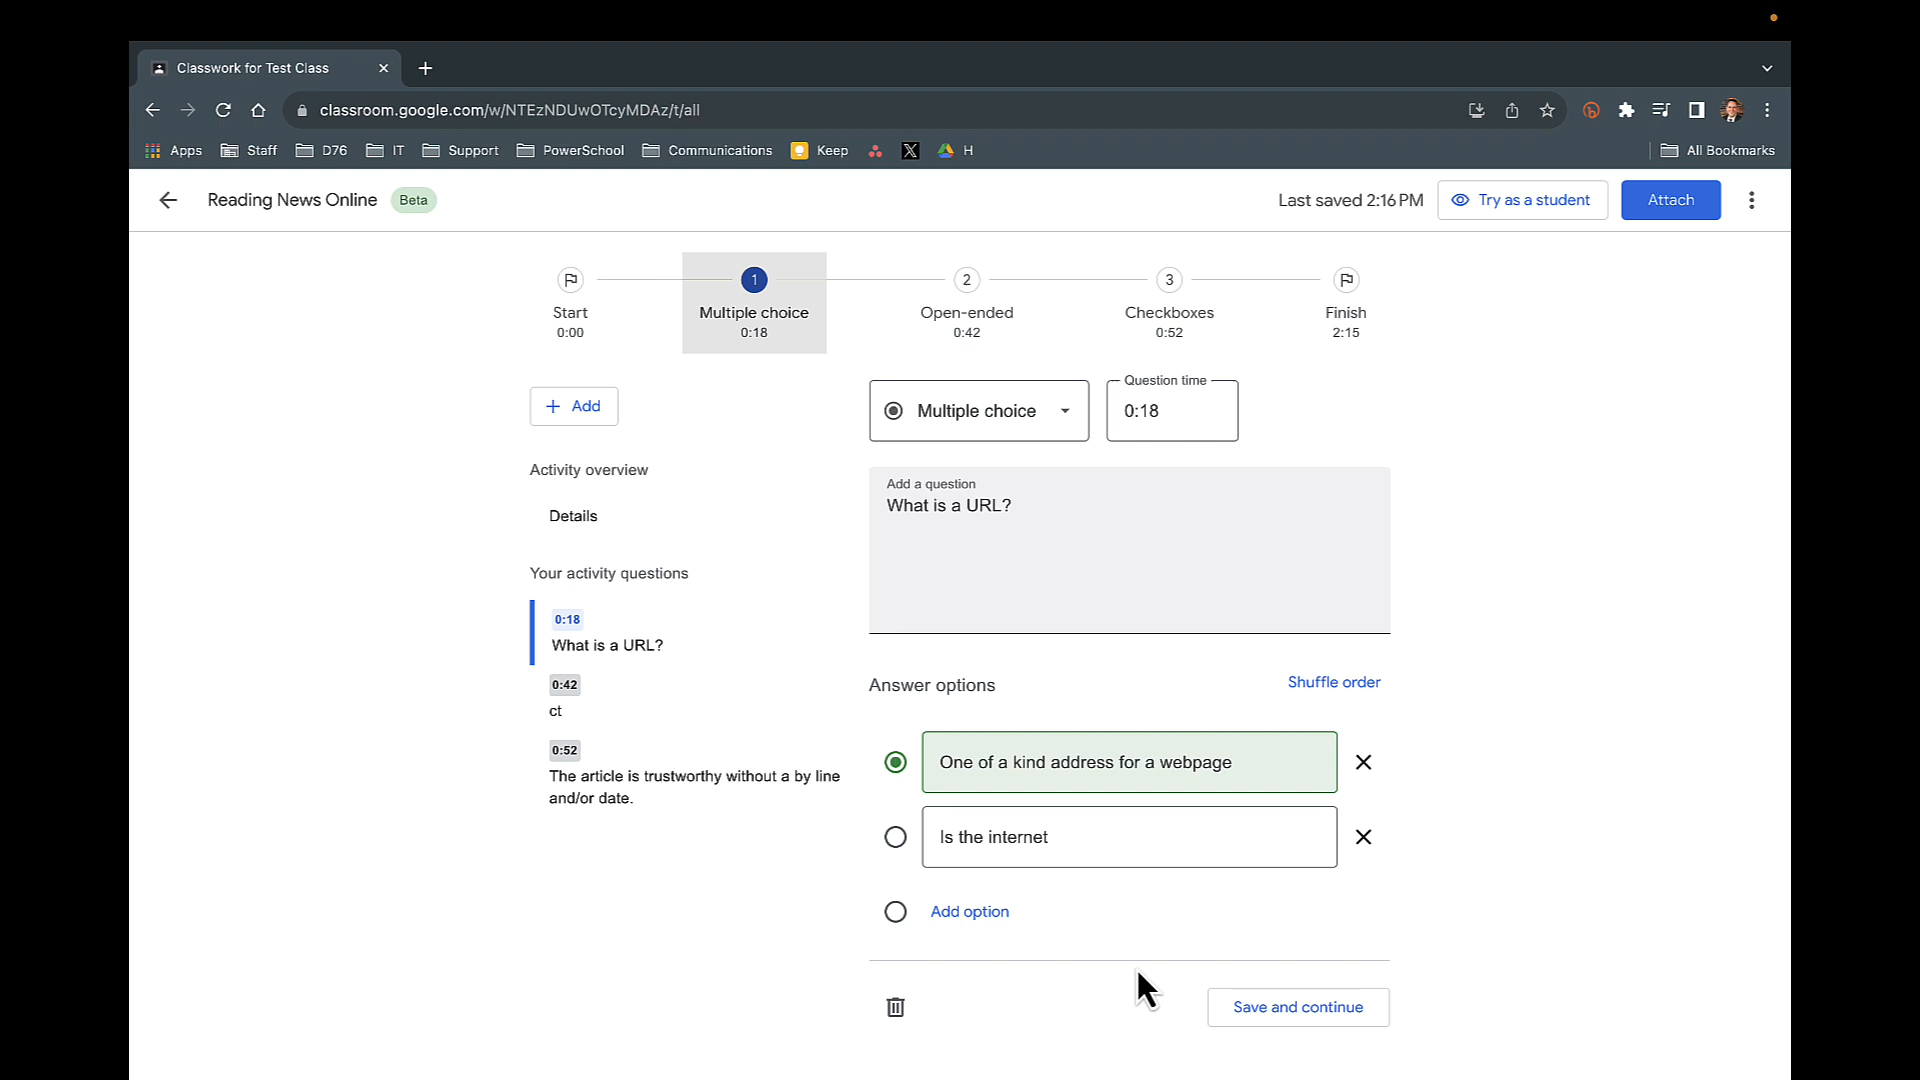 Classwork for Test Class
classroom.google.com/w/NTEzNDUwOTcyMDAz/t/all
Apps Staff D76 IT Support PowerSchool Communications Keep X H All Bookmarks
Reading News Online Beta Last saved 2:16 PM Try as a student Attach
1 2 3
Start Multiple choice Open-ended Checkboxes Finish
0:00 0:18 0:42 0:52 2:15
Add
Activity overview
Details
Your activity questions
0:18
What is a URL?
0:42
ct
0:52
The article is trustworthy without a by line
and/or date.
Question time
Multiple choice 0:18
Add a question
What is a URL?
Answer options Shuffle order
One of a kind address for a webpage
Is the internet
Add option
Save and continue